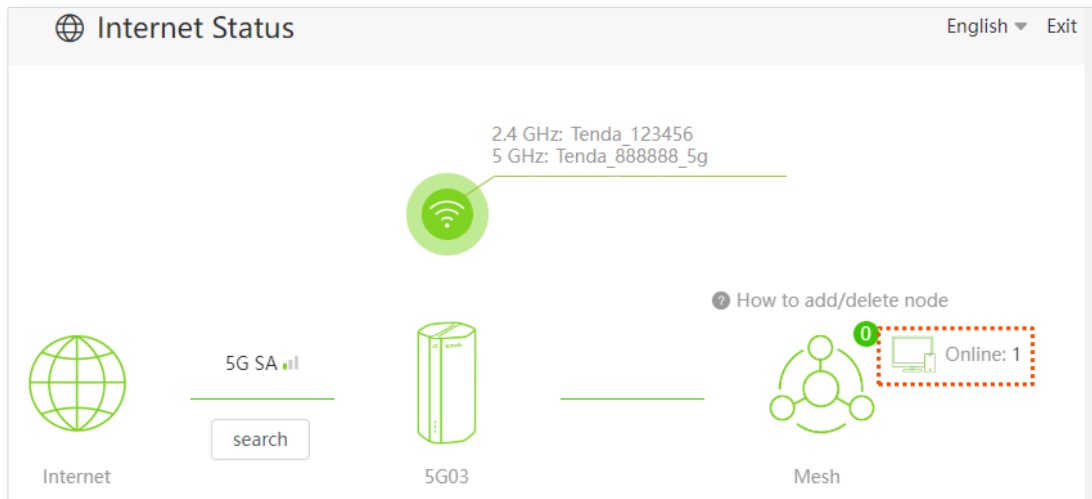 Internet Status
English
Exit
2.4 GHz: Tenda_123456
5 GHz: Tenda_888888_5g
? How to add/delete node
0
Online: 1
5G SA
search
Internet
5G03
Mesh